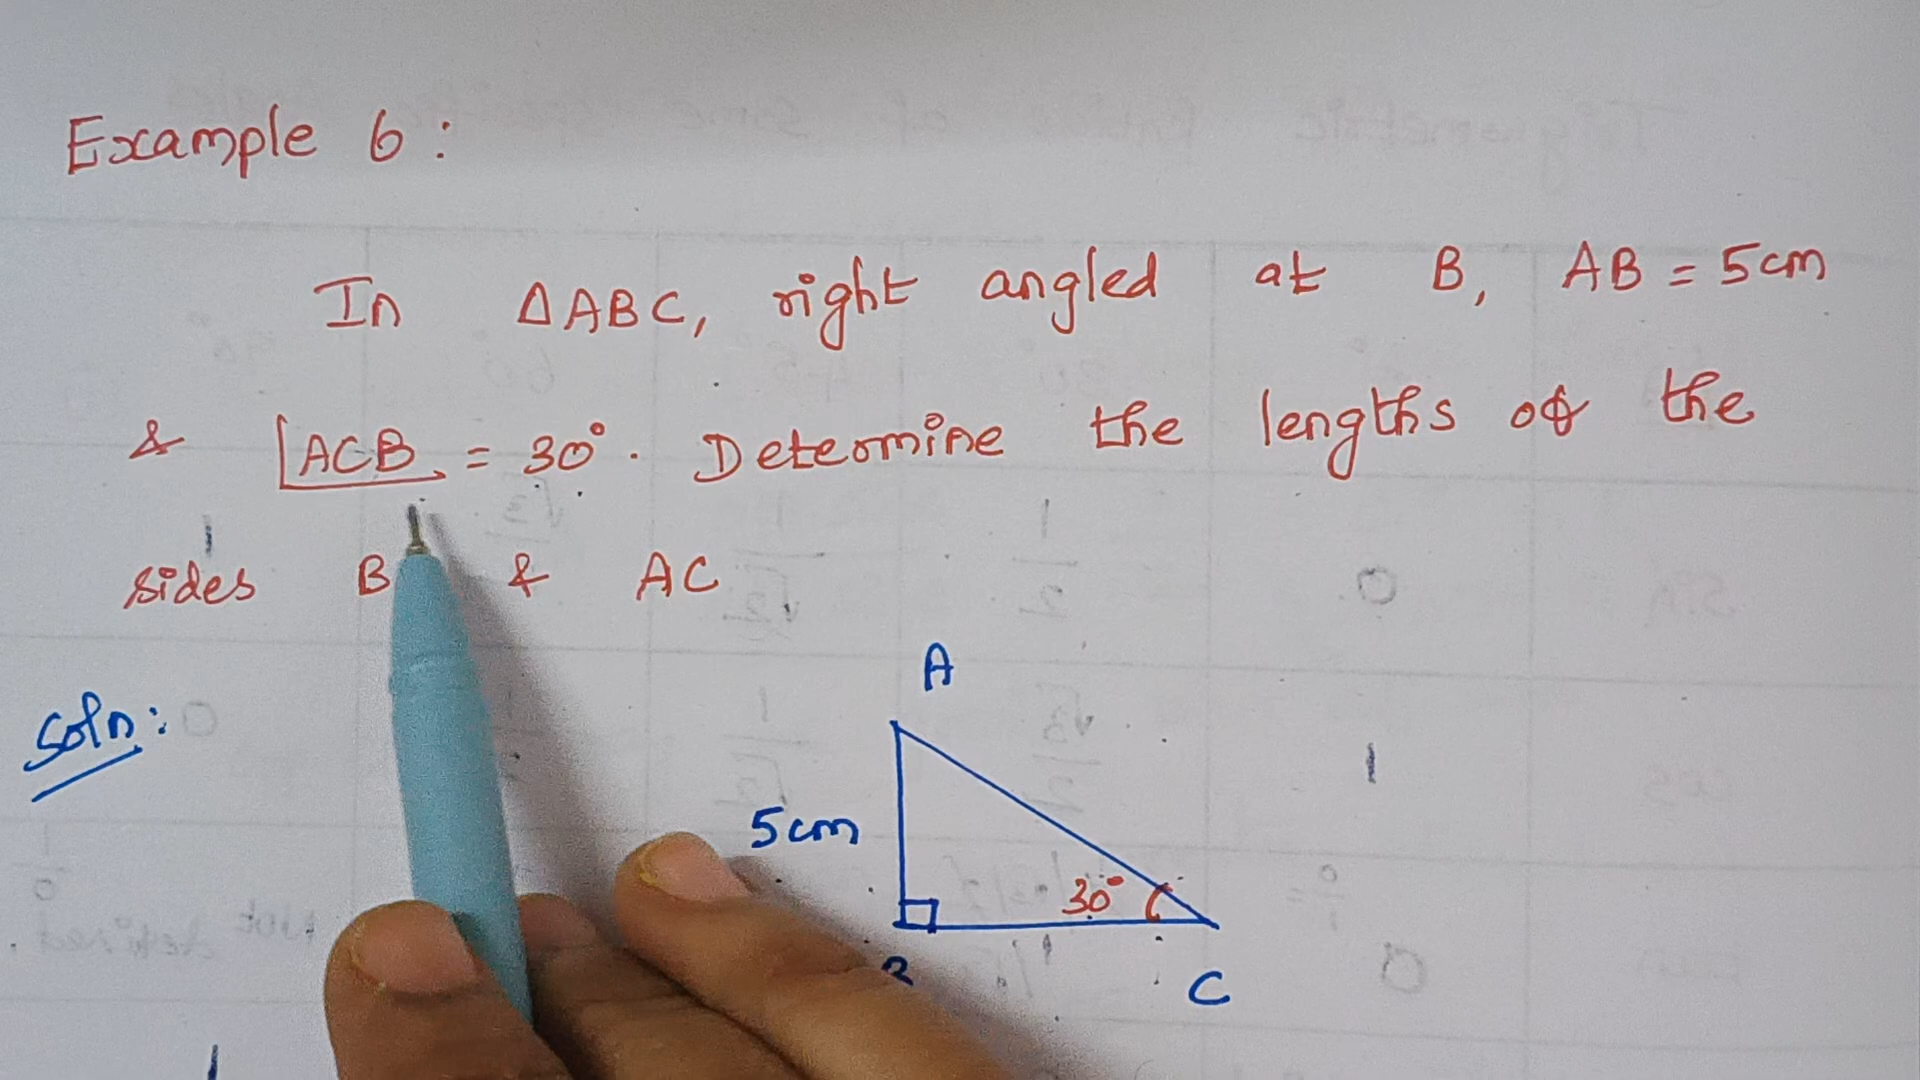 Example 6 :
In ΔABC, right angled at B, AB = 5cm
& ∠ACB = 30°. Determine the lengths of the
sides B & AC
Soln:
A
5cm
30°
C